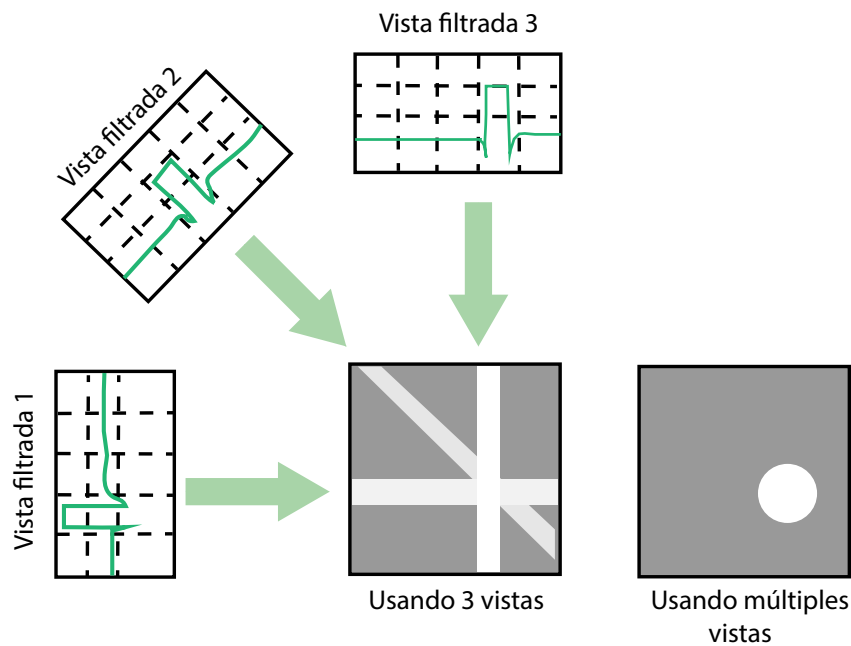 Vista filtrada 3
Vista filtrada 2
Vista filtrada 1
Usando 3 vistas
Usando múltiples
vistas